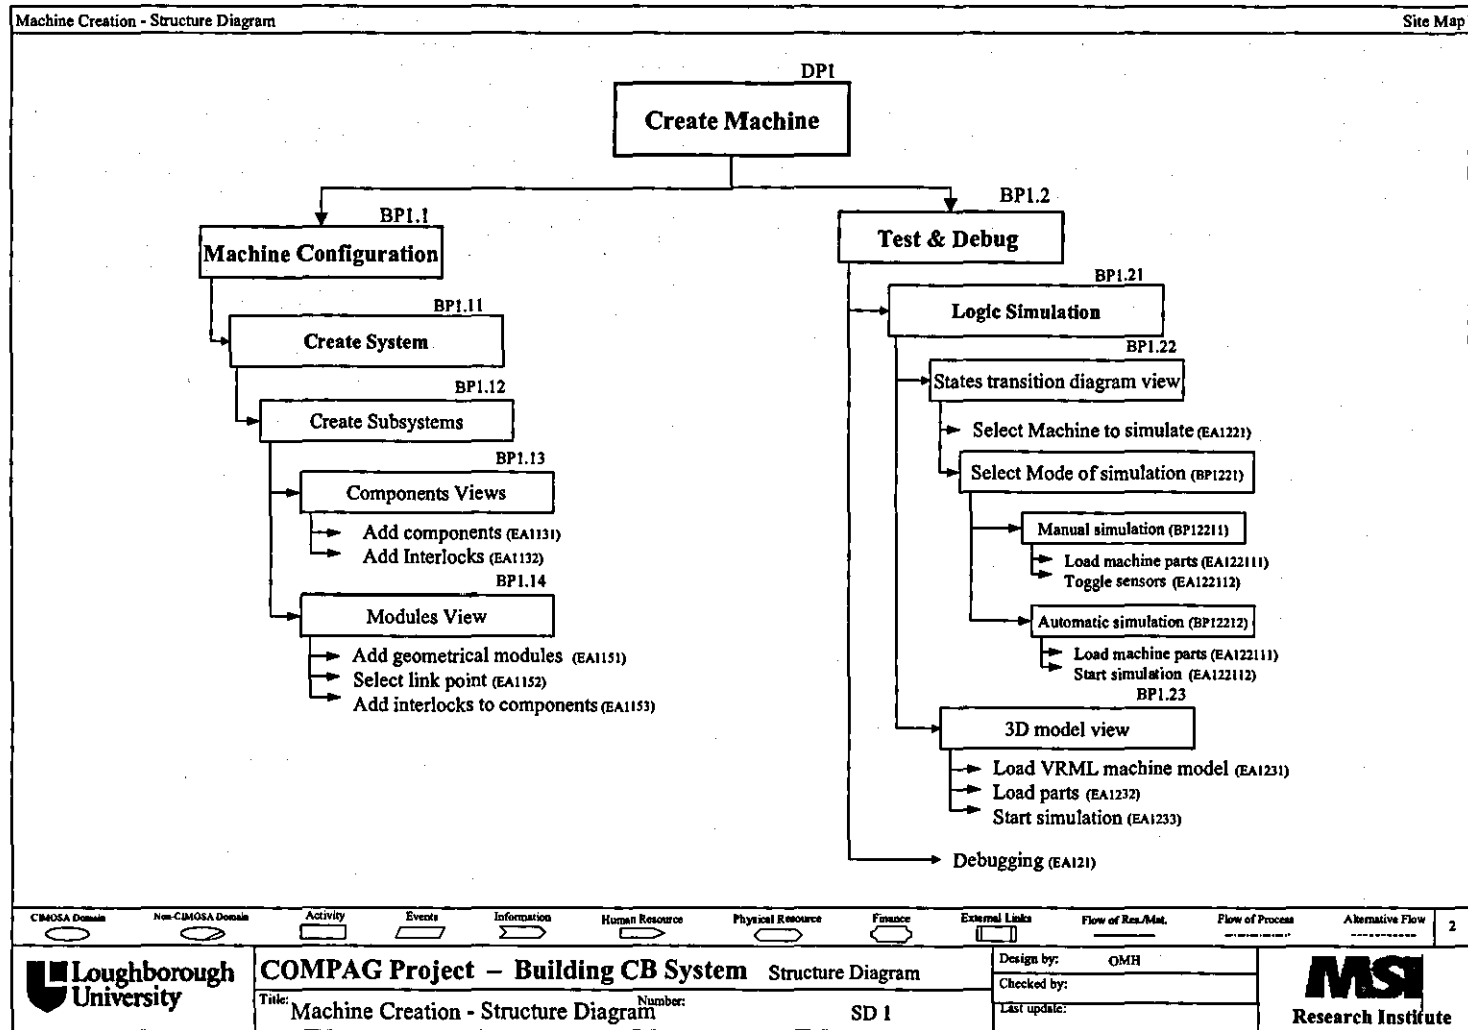 Machine Creation - Structure Diagram
Site Map
DP1
Create Machine
BP1.1
Machine Configuration
BP1.11
Create System
BP1.12
Create Subsystems
BP1.13
Components Views
Add components (EA1131)
Add Interlocks (EA1132)
BP1.14
Modules View
Add geometrical modules (EA1151)
Select link point (EA1152)
Add interlocks to components (EA1153)
BP1.2
Test & Debug
BP1.21
Logic Simulation
BP1.22
States transition diagram view
Select Machine to simulate (EA1221)
Select Mode of simulation (BP1221)
Manual simulation (BP12211)
Load machine parts (EA122111)
Toggle sensors (EA122112)
Automatic simulation (BP12212)
Load machine parts (EA122111)
Start simulation (EA122112)
BP1.23
3D model view
Load VRML machine model (EA1231)
Load parts (EA1232)
Start simulation (EA1233)
Debugging (EA121)
CIMOSA Domain
Non-CIMOSA Domain
Activity
Events
Information
Human Resource
Physical Resource
Finance
External Links
Flow of Res./Mat.
Flow of Process
Alternative Flow
2
Loughborough
University
COMPAG Project – Building CB System Structure Diagram
Title: Machine Creation - Structure Diagram
Number: SD 1
Design by: OMH
Checked by:
Last update:
MSI
Research Institute